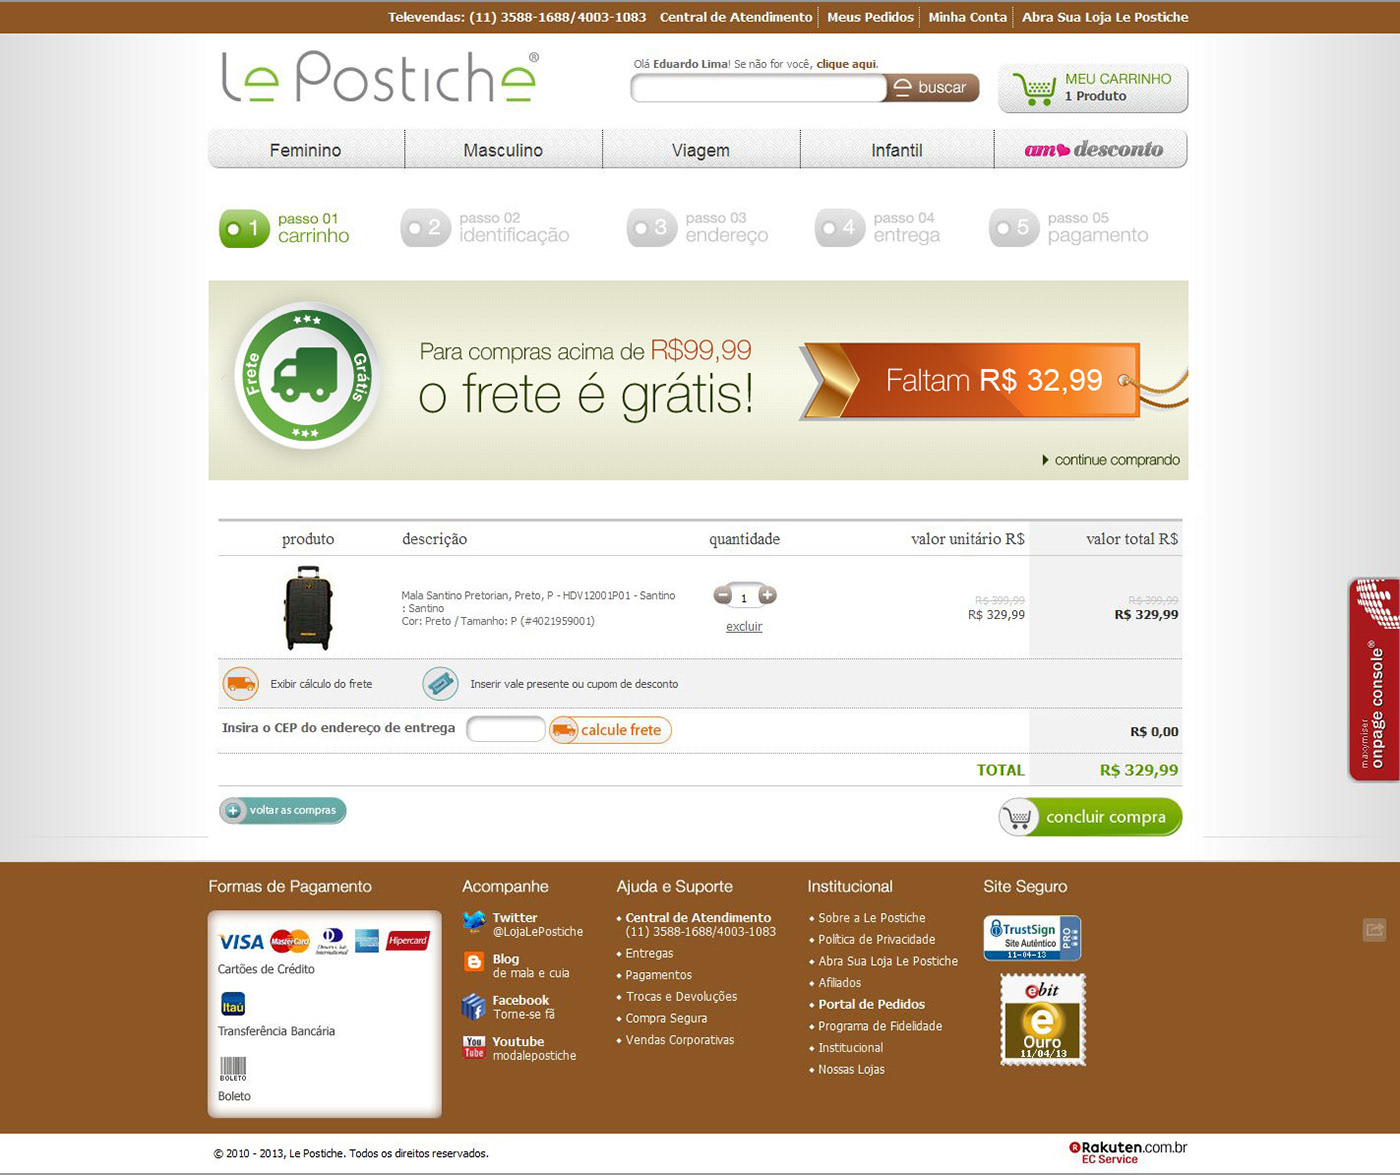 Televendas: (11) 3588-1688/4003-1083 Central de Atendimento Meus Pedidos Minha Conta Abra Sua Loja Le Postiche
Le Postiche®
Olá Eduardo Lima! Se não for você, clique aqui.
buscar
MEU CARRINHO
1 Produto
Feminino Masculino Viagem Infantil am desconto
1 passo 01 carrinho
2 passo 02 identificação
3 passo 03 endereço
4 passo 04 entrega
5 passo 05 pagamento
Frete Grátis
Para compras acima de R$99,99
o frete é grátis!
Faltam R$ 32,99
continue comprando
produto descrição quantidade valor unitário R$ valor total R$
Mala Santino Pretorian, Preto, P - HDV12001P01 - Santino
: Santino
Cor: Preto / Tamanho: P (#4021959001)
1
excluir
R$ 399,99
R$ 329,99
R$ 399,99
R$ 329,99
Exibir cálculo do frete Inserir vale presente ou cupom de desconto
Insira o CEP do endereço de entrega calcule frete R$ 0,00
TOTAL R$ 329,99
voltar as compras concluir compra
maxymiser
onpage console®
Formas de Pagamento
VISA MasterCard Diners Club International Hipercard
Cartões de Crédito
Itaú
Transferência Bancária
BOLETO
Boleto
Acompanhe
Twitter
@LojaLePostiche
Blog
de mala e cuia
Facebook
Torne-se fã
You Tube
Youtube
modalepostiche
Ajuda e Suporte
Central de Atendimento
(11) 3588-1688/4003-1083
Entregas
Pagamentos
Trocas e Devoluções
Compra Segura
Vendas Corporativas
Institucional
Sobre a Le Postiche
Política de Privacidade
Abra Sua Loja Le Postiche
Afiliados
Portal de Pedidos
Programa de Fidelidade
Institucional
Nossas Lojas
Site Seguro
TrustSign
Site Autêntico
11-04-13
PRO
ebit
e
Ouro
11/04/13
© 2010 - 2013, Le Postiche. Todos os direitos reservados.
Rakuten.com.br
EC Service